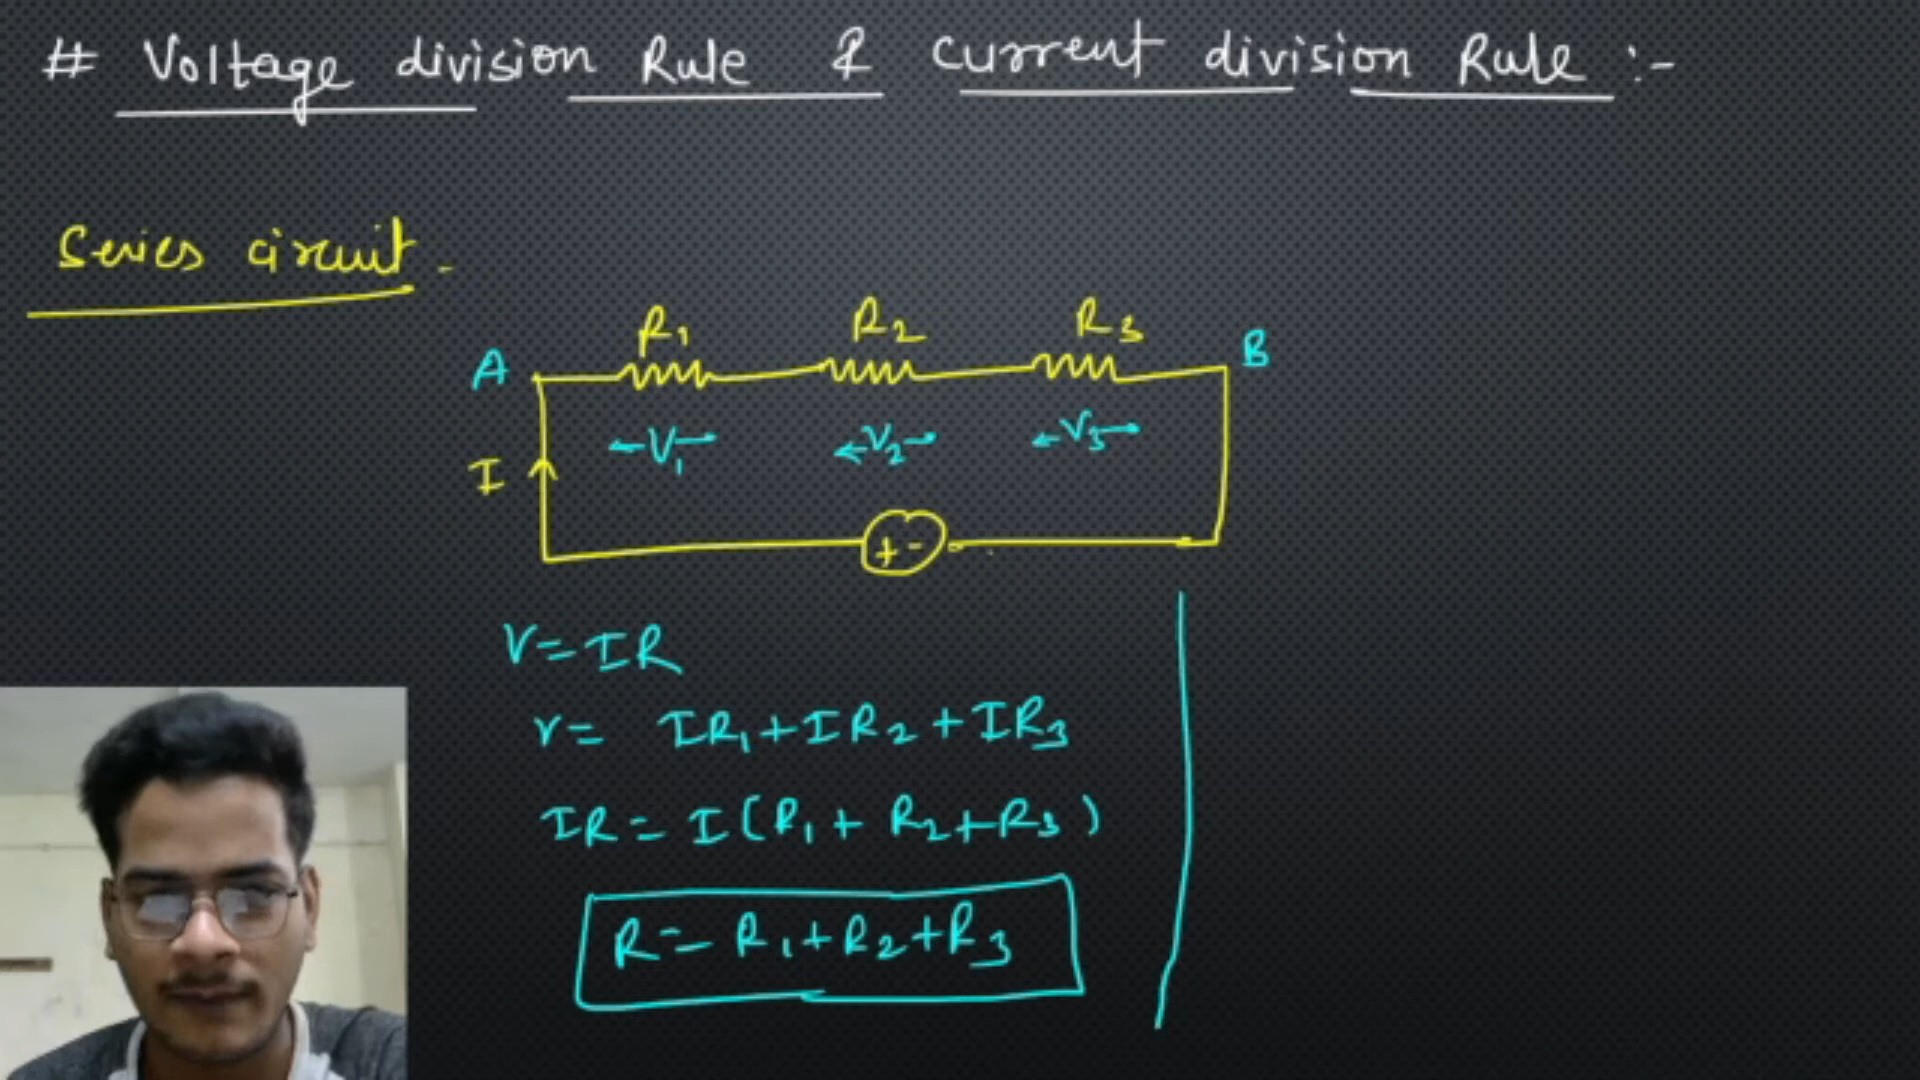 # Voltage division Rule & current division Rule :-
Series circuit -
R1 R2 R3
A B
V1 V2 V3
I
+ -
V=IR
V= IR1+IR2+IR3
IR= I(R1+ R2+R3)
R= R1+R2+R3